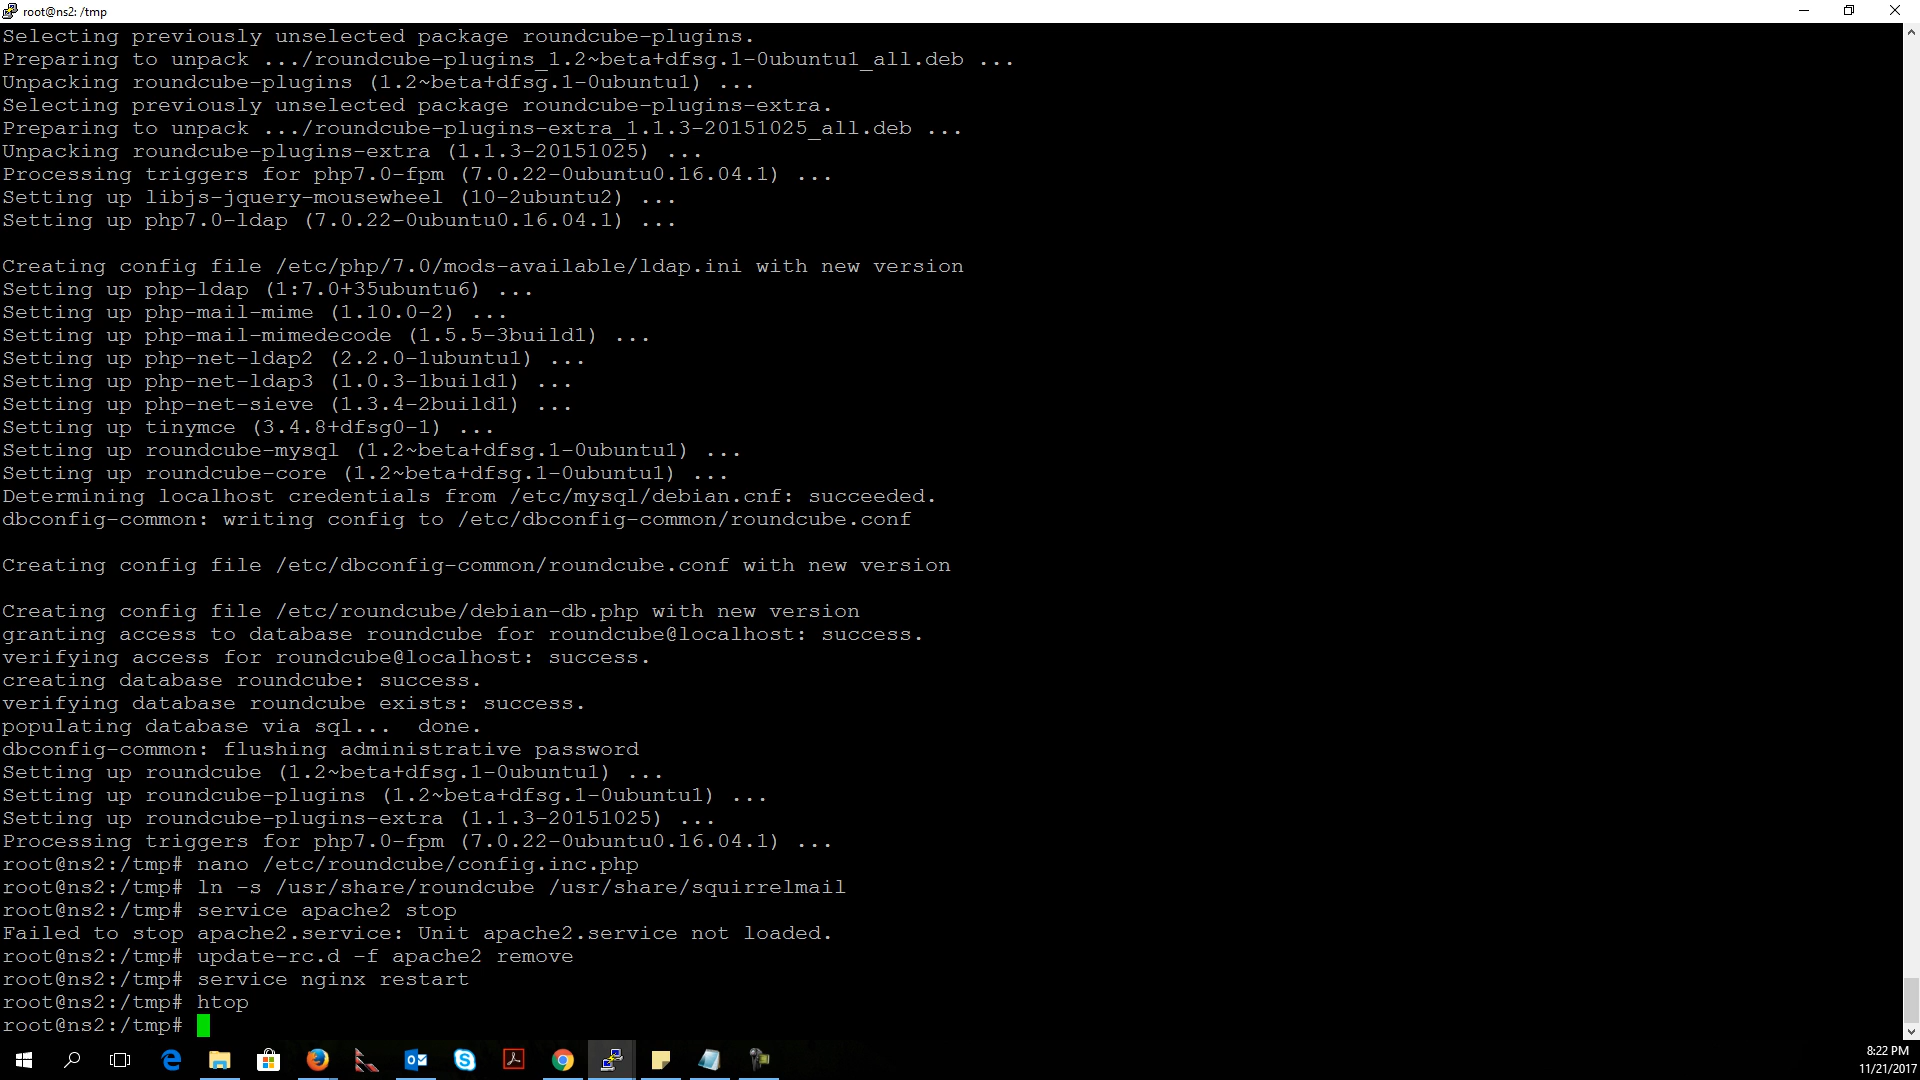 root@ns2: /tmp
Selecting previously unselected package roundcube-plugins.
Preparing to unpack .../roundcube-plugins_1.2~beta+dfsg.1-0ubuntu1_all.deb ...
Unpacking roundcube-plugins (1.2~beta+dfsg.1-0ubuntu1) ...
Selecting previously unselected package roundcube-plugins-extra.
Preparing to unpack .../roundcube-plugins-extra_1.1.3-20151025_all.deb ...
Unpacking roundcube-plugins-extra (1.1.3-20151025) ...
Processing triggers for php7.0-fpm (7.0.22-0ubuntu0.16.04.1) ...
Setting up libjs-jquery-mousewheel (10-2ubuntu2) ...
Setting up php7.0-ldap (7.0.22-0ubuntu0.16.04.1) ...
Creating config file /etc/php/7.0/mods-available/ldap.ini with new version
Setting up php-ldap (1:7.0+35ubuntu6) ...
Setting up php-mail-mime (1.10.0-2) ...
Setting up php-mail-mimedecode (1.5.5-3build1) ...
Setting up php-net-ldap2 (2.2.0-1ubuntu1) ...
Setting up php-net-ldap3 (1.0.3-1build1) ...
Setting up php-net-sieve (1.3.4-2build1) ...
Setting up tinymce (3.4.8+dfsg0-1) ...
Setting up roundcube-mysql (1.2~beta+dfsg.1-0ubuntu1) ...
Setting up roundcube-core (1.2~beta+dfsg.1-0ubuntu1) ...
Determining localhost credentials from /etc/mysql/debian.cnf: succeeded.
dbconfig-common: writing config to /etc/dbconfig-common/roundcube.conf
Creating config file /etc/dbconfig-common/roundcube.conf with new version
Creating config file /etc/roundcube/debian-db.php with new version
granting access to database roundcube for roundcube@localhost: success.
verifying access for roundcube@localhost: success.
creating database roundcube: success.
verifying database roundcube exists: success.
populating database via sql...  done.
dbconfig-common: flushing administrative password
Setting up roundcube (1.2~beta+dfsg.1-0ubuntu1) ...
Setting up roundcube-plugins (1.2~beta+dfsg.1-0ubuntu1) ...
Setting up roundcube-plugins-extra (1.1.3-20151025) ...
Processing triggers for php7.0-fpm (7.0.22-0ubuntu0.16.04.1) ...
root@ns2:/tmp# nano /etc/roundcube/config.inc.php
root@ns2:/tmp# ln -s /usr/share/roundcube /usr/share/squirrelmail
root@ns2:/tmp# service apache2 stop
Failed to stop apache2.service: Unit apache2.service not loaded.
root@ns2:/tmp# update-rc.d -f apache2 remove
root@ns2:/tmp# service nginx restart
root@ns2:/tmp# htop
root@ns2:/tmp#
8:22 PM
11/21/2017